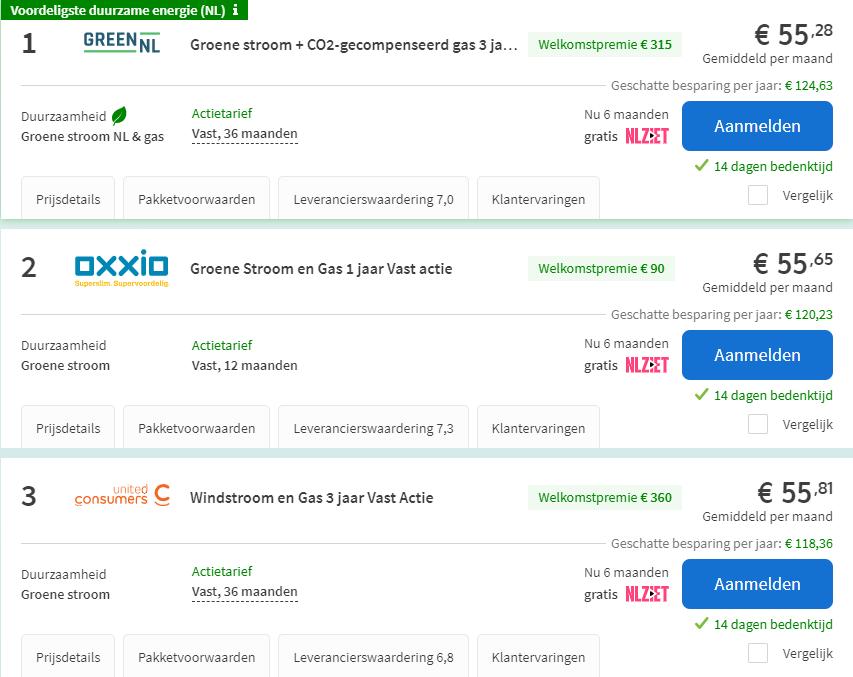 Voordeligste duurzame energie (NL) i
1
GREEN NL
Groene stroom + CO2-gecompenseerd gas 3 ja...
Welkomstpremie € 315
€ 55,28
Gemiddeld per maand
Geschatte besparing per jaar: € 124,63
Duurzaamheid
Groene stroom NL & gas
Actietarief
Vast, 36 maanden
Nu 6 maanden
gratis NLZIET
Aanmelden
14 dagen bedenktijd
Vergelijk
Prijsdetails
Pakketvoorwaarden
Leverancierswaardering 7,0
Klantervaringen
2
oxxio
Superslim. Supervoordelig.
Groene Stroom en Gas 1 jaar Vast actie
Welkomstpremie € 90
€ 55,65
Gemiddeld per maand
Geschatte besparing per jaar: € 120,23
Duurzaamheid
Groene stroom
Actietarief
Vast, 12 maanden
Nu 6 maanden
gratis NLZIET
Aanmelden
14 dagen bedenktijd
Vergelijk
Prijsdetails
Pakketvoorwaarden
Leverancierswaardering 7,3
Klantervaringen
3
united
consumers
Windstroom en Gas 3 jaar Vast Actie
Welkomstpremie € 360
€ 55,81
Gemiddeld per maand
Geschatte besparing per jaar: € 118,36
Duurzaamheid
Groene stroom
Actietarief
Vast, 36 maanden
Nu 6 maanden
gratis NLZIET
Aanmelden
14 dagen bedenktijd
Vergelijk
Prijsdetails
Pakketvoorwaarden
Leverancierswaardering 6,8
Klantervaringen